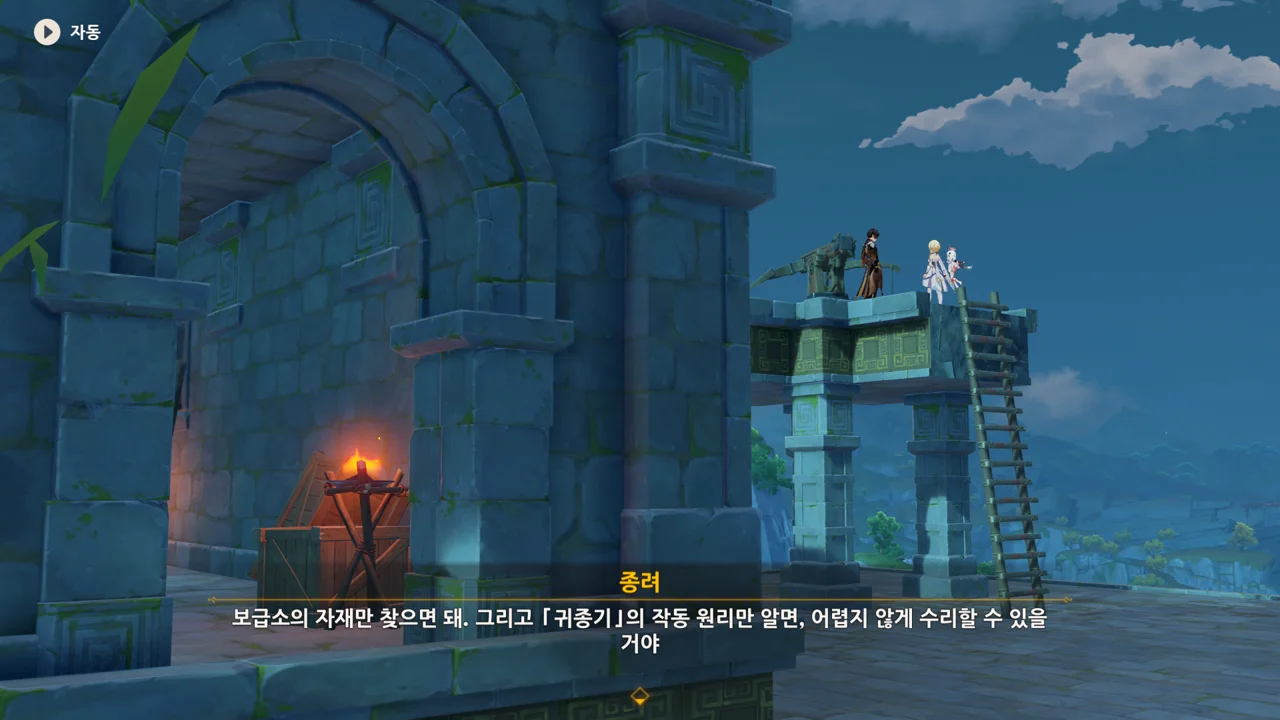 자동
종려
보급소의 자재만 찾으면 돼. 그리고 「귀종기」의 작동 원리만 알면, 어렵지 않게 수리할 수 있을
거야